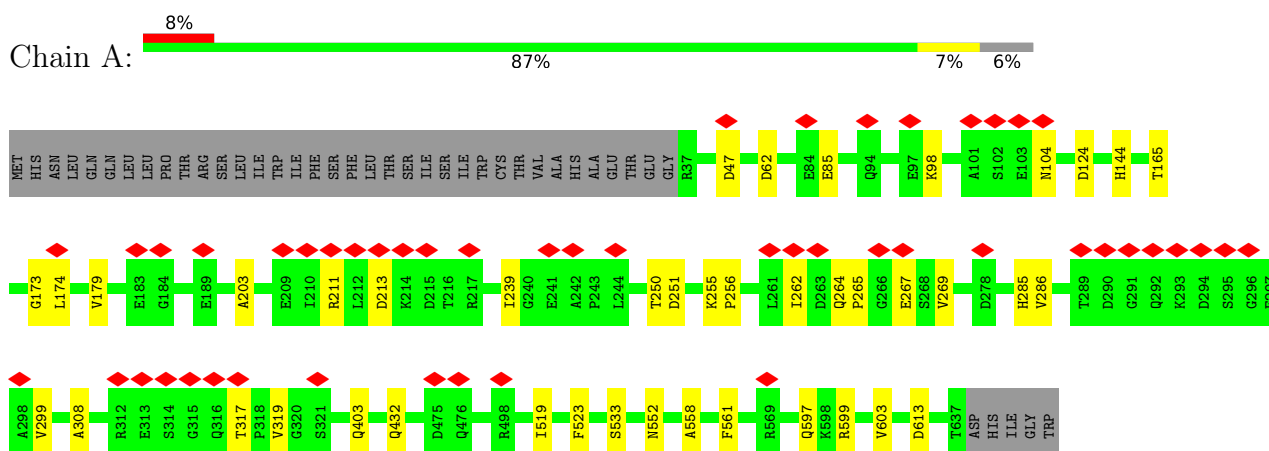 8%
Chain A:
87% 7% 6%
MET HIS ASN LEU GLN GLN LEU LEU PRO THR ARG SER LEU ILE TRP ILE PHE SER PHE LEU THR SER ILE SER ILE TRP CYS THR VAL ALA HIS ALA GLU THR GLU GLY R37 D47 D62 E84 E85 Q94 E97 K98 A101 S102 E103 N104 D124 H144 T165
G173 L174 V179 E183 G184 E189 A203 E209 I210 R211 L212 D213 K214 D215 T216 R217 I239 G240 E241 A242 P243 L244 T250 D251 K255 P256 L261 I262 D263 Q264 P265 G266 E267 S268 V269 D278 H285 V286 T289 D290 G291 Q292 K293 D294 S295 G296
A298 V299 A308 R312 E313 S314 G315 Q316 T317 P318 V319 G320 S321 Q403 Q432 D475 Q476 R498 I519 F523 S533 N552 A558 F561 R569 Q597 K598 R599 V603 D613 T637 ASP HIS ILE GLY TRP